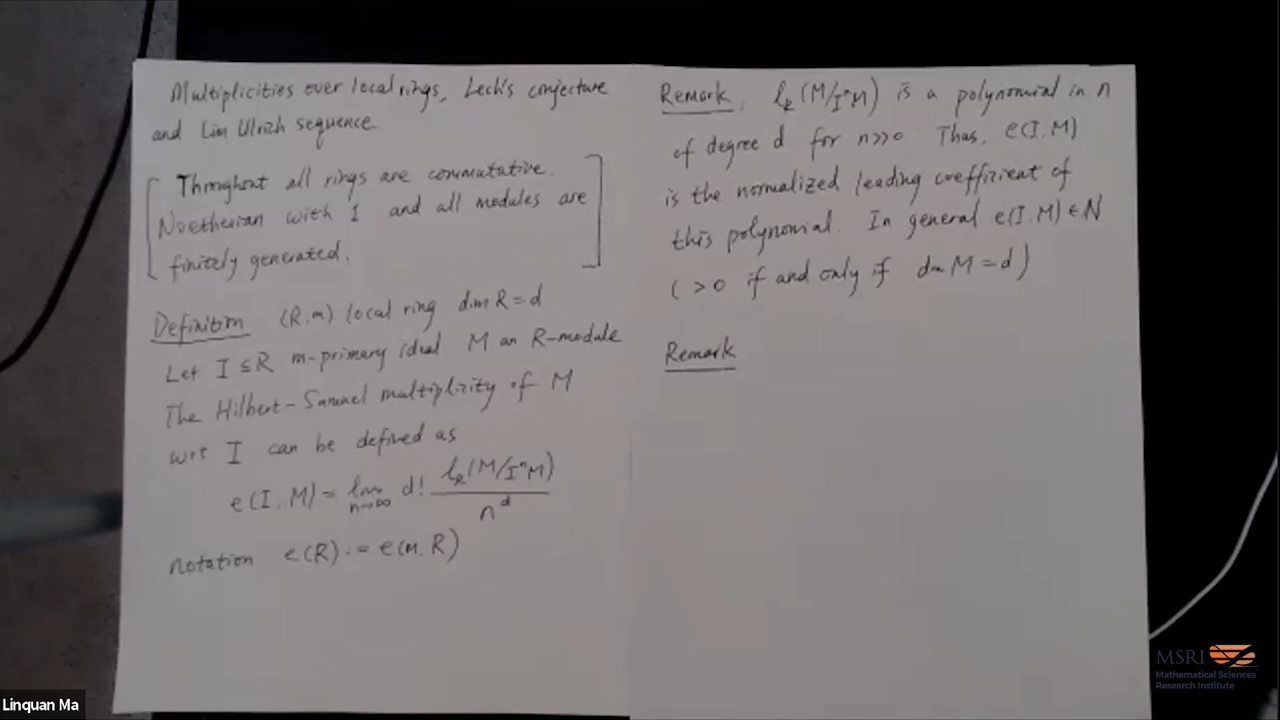 Multiplicities over local rings, Lech's conjecture
and Lim Ulrich sequence.
Throughout all rings are commutative.
Noetherian with 1 and all modules are
finitely generated.
Definition (R.m) local ring dim R = d
Let I ⊆ R m-primary ideal M an R-module
The Hilbert-Samuel multiplicity of M
wrt I can be defined as
e(I, M) = lim_{n→∞} d! l_R(M/I^nM) / n^d
notation e(R) := e(m, R)
Remark. l_R(M/I^nM) is a polynomial in n
of degree d for n>>0 Thus, e(I, M)
is the normalized leading coefficient of
this polynomial. In general e(I, M) ∈ N
( >0 if and only if dim M = d )
Remark
Linquan Ma
MSRI
Mathematical Sciences
Research Institute